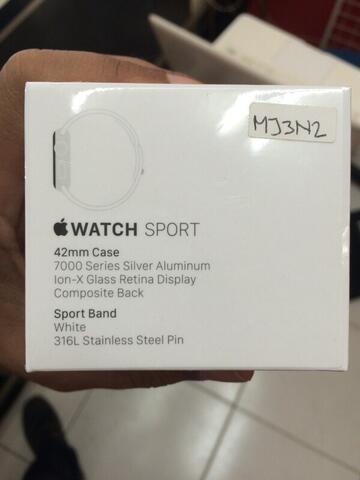 MJ3N2
WATCH SPORT
42mm Case
7000 Series Silver Aluminum
Ion-X Glass Retina Display
Composite Back
Sport Band
White
316L Stainless Steel Pin